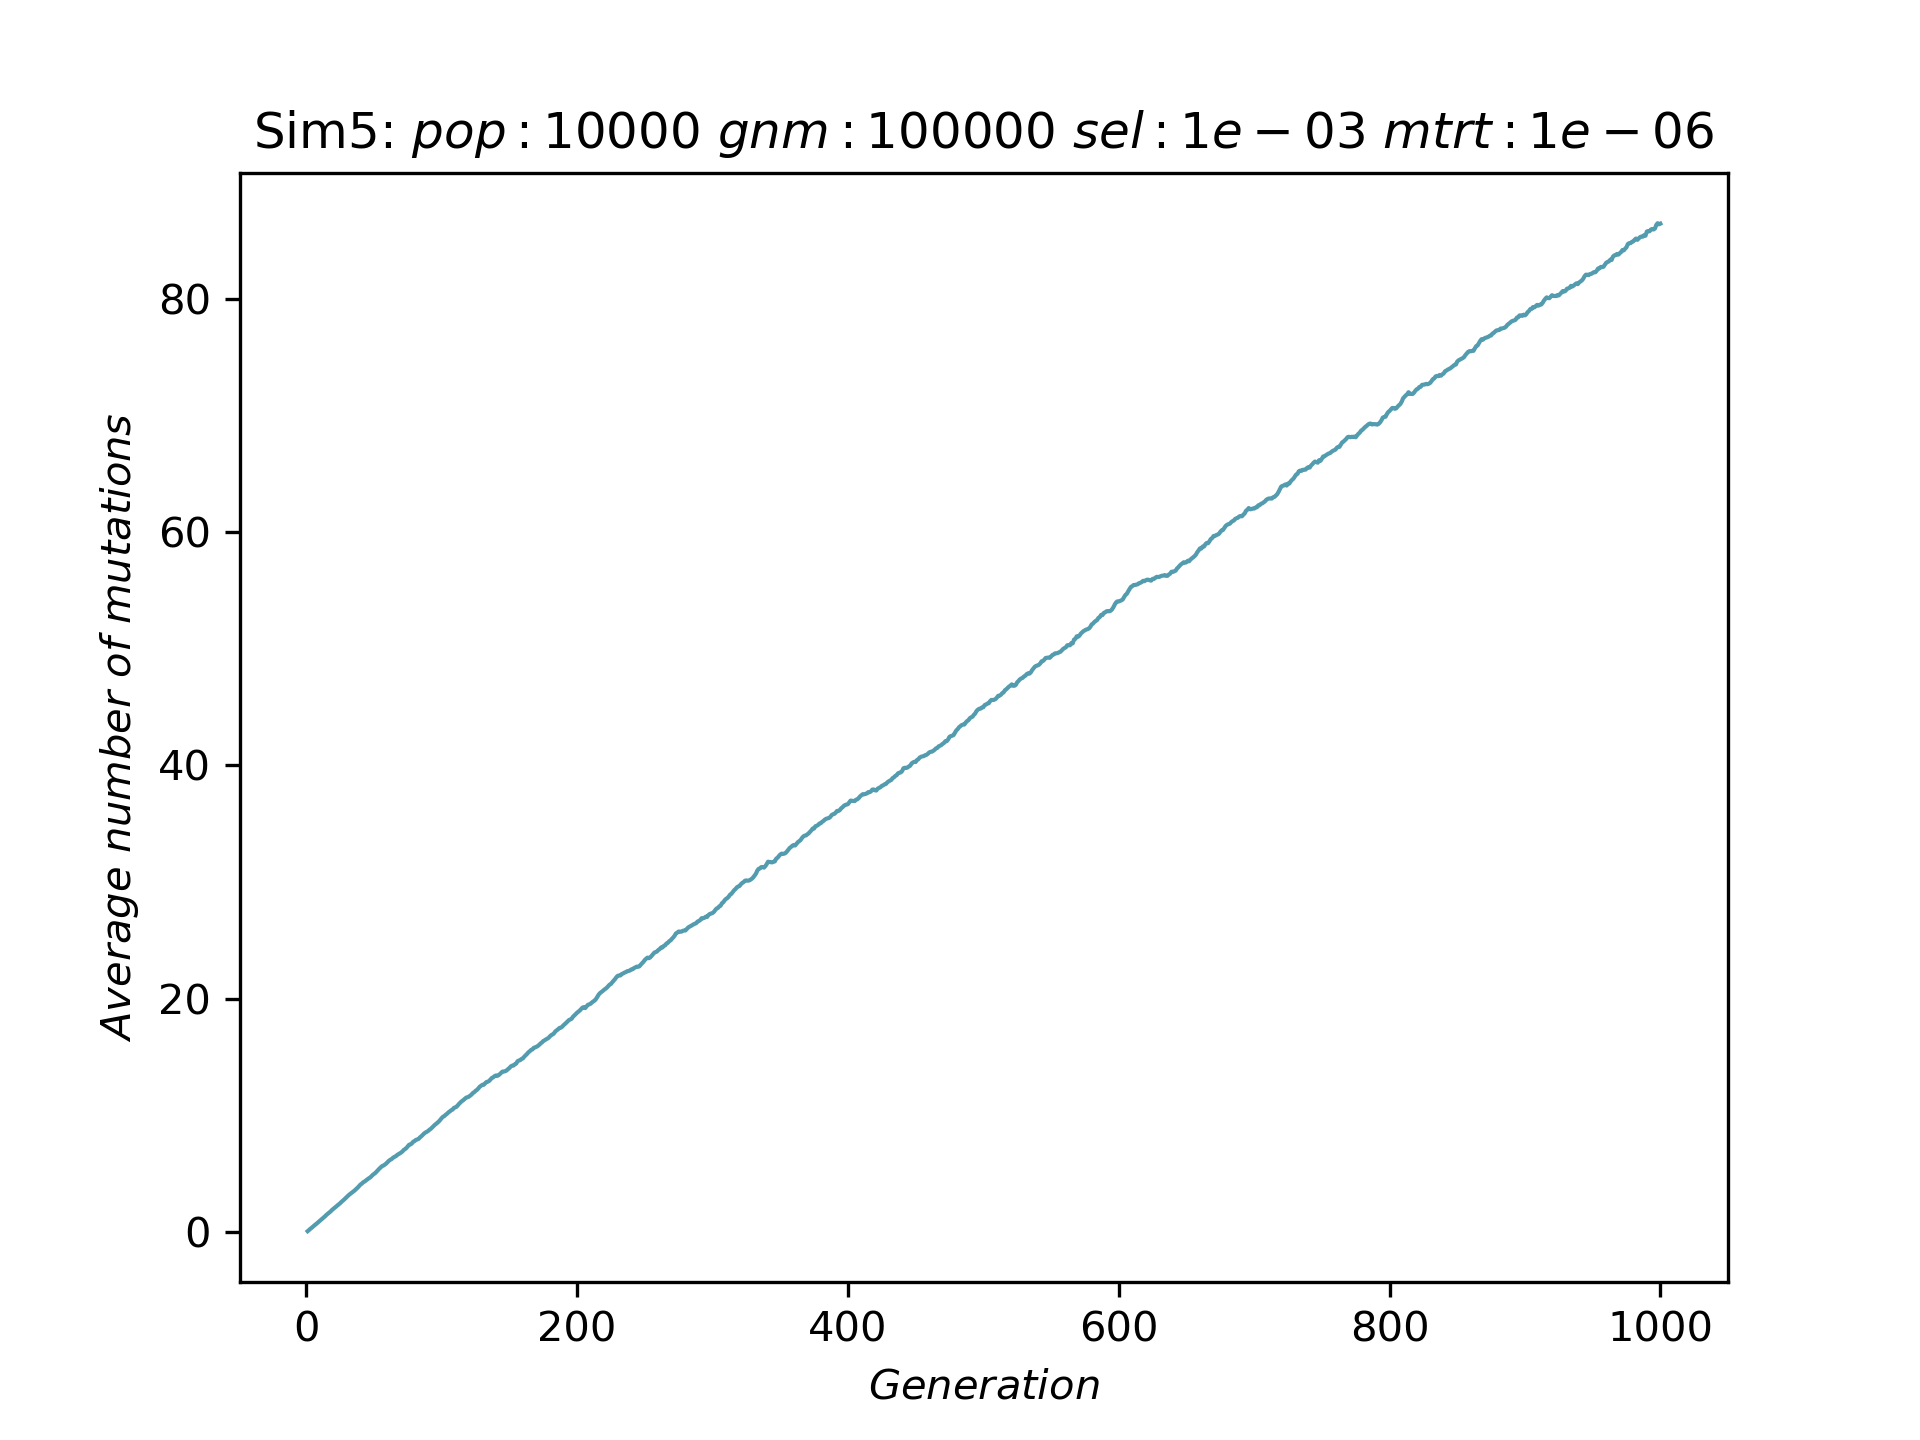 Sim5: pop : 10000 gnm : 100000 sel : 1e − 03 mtrt : 1e − 06
Average number of mutations
80
60
40
20
0
0 200 400 600 800 1000
Generation